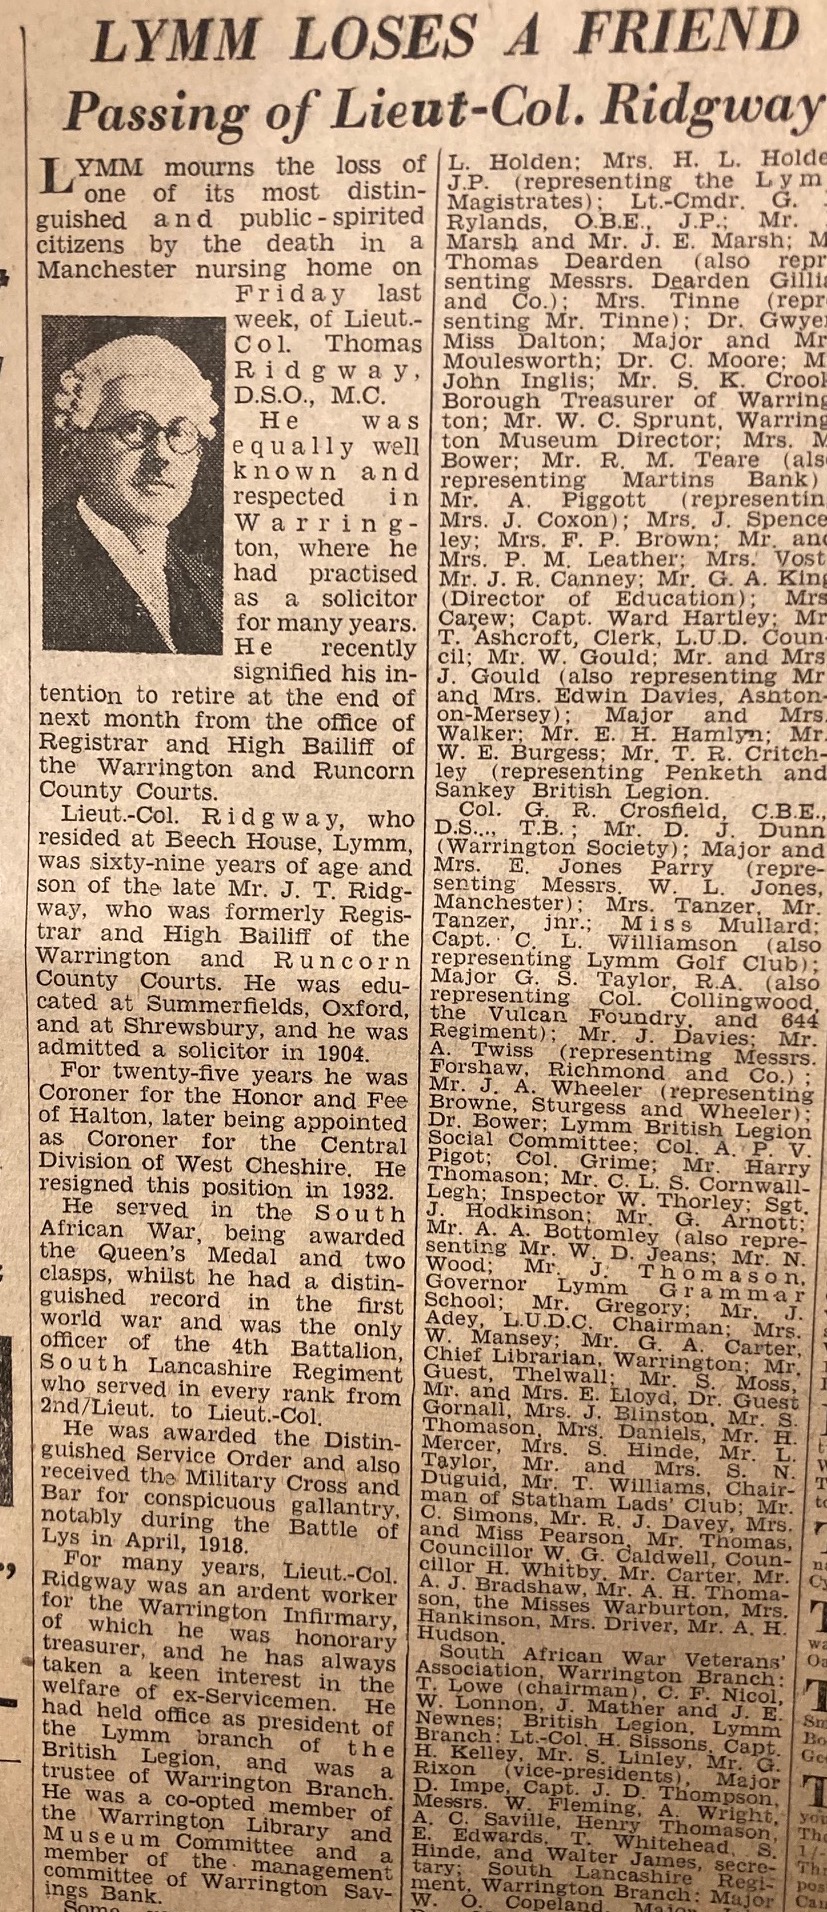 LYMM LOSES A FRIEND
Passing of Lieut-Col. Ridgway
LYMM mourns the loss of
one of its most distin-
guished and public-spirited
citizens by the death in a
Manchester nursing home on
Friday last
week, of Lieut.-
Col. Thomas
Ridgway,
D.S.O., M.C.
He was
equally well
known and
respected in
Warring-
ton, where he
had practised
as a solicitor
for many years.
He recently
signified his in-
tention to retire at the end of
next month from the office of
Registrar and High Bailiff of
the Warrington and Runcorn
County Courts.
Lieut.-Col. Ridgway, who
resided at Beech House, Lymm,
was sixty-nine years of age and
son of the late Mr. J. T. Ridg-
way, who was formerly Regis-
trar and High Bailiff of the
Warrington and Runcorn
County Courts. He was edu-
cated at Summerfields, Oxford,
and at Shrewsbury, and he was
admitted a solicitor in 1904.
For twenty-five years he was
Coroner for the Honor and Fee
of Halton, later being appointed
as Coroner for the Central
Division of West Cheshire. He
resigned this position in 1932.
He served in the South
African War, being awarded
the Queen's Medal and two
clasps, whilst he had a distin-
guished record in the first
world war and was the only
officer of the 4th Battalion,
South Lancashire Regiment
who served in every rank from
2nd/Lieut. to Lieut.-Col.
He was awarded the Distin-
guished Service Order and also
received the Military Cross and
Bar for conspicuous gallantry,
notably during the Battle of
Lys in April, 1918.
For many years, Lieut.-Col.
Ridgway was an ardent worker
for the Warrington Infirmary,
of which he was honorary
treasurer, and he has always
taken a keen interest in the
welfare of ex-Servicemen. He
had held office as president of
the Lymm branch of the
British Legion, and was a
trustee of Warrington Branch.
He was a co-opted member of
the Warrington Library and
Museum Committee and a
member of the management
committee of Warrington Sav-
ings Bank.
L. Holden; Mrs. H. L. Holde
J.P. (representing the Lym
Magistrates); Lt.-Cmdr. G.
Rylands, O.B.E., J.P.; Mr.
Marsh and Mr. J. E. Marsh; M
Thomas Dearden (also repr
senting Messrs. Dearden Gillia
and Co.); Mrs. Tinne (repr
senting Mr. Tinne); Dr. Gwye
Miss Dalton; Major and Mr
Moulesworth; Dr. C. Moore; M
John Inglis; Mr. S. K. Crook
Borough Treasurer of Warring
ton; Mr. W. C. Sprunt, Warring
ton Museum Director; Mrs. M
Bower; Mr. R. M. Teare (als
representing Martins Bank)
Mr. A. Piggott (representin
Mrs. J. Coxon); Mrs. J. Spence
ley; Mrs. F. P. Brown; Mr. and
Mrs. P. M. Leather; Mrs. Vost
Mr. J. R. Canney; Mr. G. A. King
(Director of Education); Mrs
Carew; Capt. Ward Hartley; Mr
T. Ashcroft, Clerk, L.U.D. Coun-
cil; Mr. W. Gould; Mr. and Mrs
J. Gould (also representing Mr
and Mrs. Edwin Davies, Ashton-
on-Mersey); Major and Mrs.
Walker; Mr. E. H. Hamlyn; Mr.
W. E. Burgess; Mr. T. R. Critch-
ley (representing Penketh and
Sankey British Legion.
Col. G. R. Crosfield, C.B.E.,
D.S.., T.B.; Mr. D. J. Dunn
(Warrington Society); Major and
Mrs. E. Jones Parry (repre-
senting Messrs. W. L. Jones,
Manchester); Mrs. Tanzer, Mr.
Tanzer, jnr.; Miss Mullard;
Capt. C. L. Williamson (also
representing Lymm Golf Club);
Major G. S. Taylor, R.A. (also
representing Col. Collingwood,
the Vulcan Foundry, and 644
Regiment); Mr. J. Davies; Mr.
A. Twiss (representing Messrs.
Forshaw, Richmond and Co.);
Mr. J. A. Wheeler (representing
Browne, Sturgess and Wheeler);
Dr. Bower; Lymm British Legion
Social Committee; Col. A. P. V.
Pigot; Col. Grime; Mr. Harry
Thomason; Mr. C. L. S. Cornwall-
Legh; Inspector W. Thorley; Sgt.
J. Hodkinson; Mr. G. Arnott;
Mr. A. A. Bottomley (also repre-
senting Mr. W. D. Jeans; Mr. N.
Wood; Mr. J. Thomason,
Governor Lymm Grammar
School; Mr. Gregory; Mr. J.
Adey, L.U.D.C. Chairman; Mrs.
W. Mansey; Mr. G. A. Carter,
Chief Librarian, Warrington; Mr.
Guest, Thelwall; Mr. S. Moss,
Mr. and Mrs. E. Lloyd, Dr. Guest
Gornall, Mrs. J. Blinston, Mr. S.
Thomason, Mrs. Daniels, Mr. H.
Mercer, Mrs. S. Hinde, Mr. L.
Taylor, Mr. and Mrs. S. N.
Duguid, Mr. T. Williams, Chair-
man of Statham Lads' Club; Mr.
C. Simons, Mr. R. J. Davey, Mrs.
and Miss Pearson, Mr. Thomas,
Councillor W. G. Caldwell, Coun-
cillor H. Whitby, Mr. Carter, Mr.
A. J. Bradshaw, Mr. A. H. Thoma-
son, the Misses Warburton, Mrs.
Hankinson, Mrs. Driver, Mr. A. H.
Hudson.
South African War Veterans'
Association, Warrington Branch:
T. Lowe (chairman), C. F. Nicol,
W. Lonnon, J. Mather and J. E.
Newnes; British Legion, Lymm
Branch: Lt.-Col. H. Sissons, Capt.
H. Kelley, Mr. S. Linley, Mr. G.
Rixon (vice-presidents), Major
D. Impe, Capt. J. D. Thompson,
Messrs. W. Fleming, A. Wright,
A. C. Saville, Henry Thomason,
E. Edwards, T. Whitehead, S.
Hinde, and Walter James, secre-
tary; South Lancashire Regi-
ment, Warrington Branch: Major
W. O. Copeland, Major